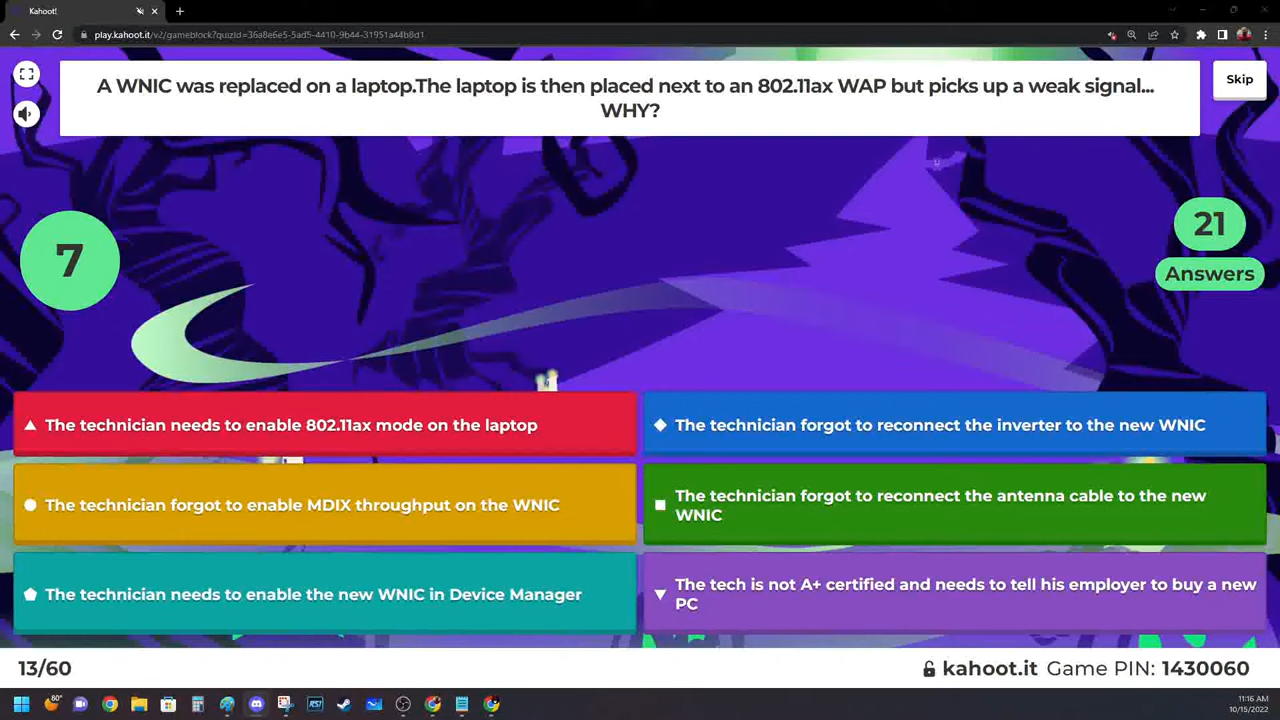 Kahoot!
play.kahoot.it/v2/gameblock?quizId=36a8e6e5-5ad5-4410-9b44-31951a44b8d1
A WNIC was replaced on a laptop.The laptop is then placed next to an 802.11ax WAP but picks up a weak signal...
WHY?
Skip
7
21
Answers
The technician needs to enable 802.11ax mode on the laptop
The technician forgot to reconnect the inverter to the new WNIC
The technician forgot to enable MDIX throughput on the WNIC
The technician forgot to reconnect the antenna cable to the new
WNIC
The technician needs to enable the new WNIC in Device Manager
The tech is not A+ certified and needs to tell his employer to buy a new
PC
13/60
kahoot.it Game PIN: 1430060
80°
RSI
11:16 AM
10/15/2022